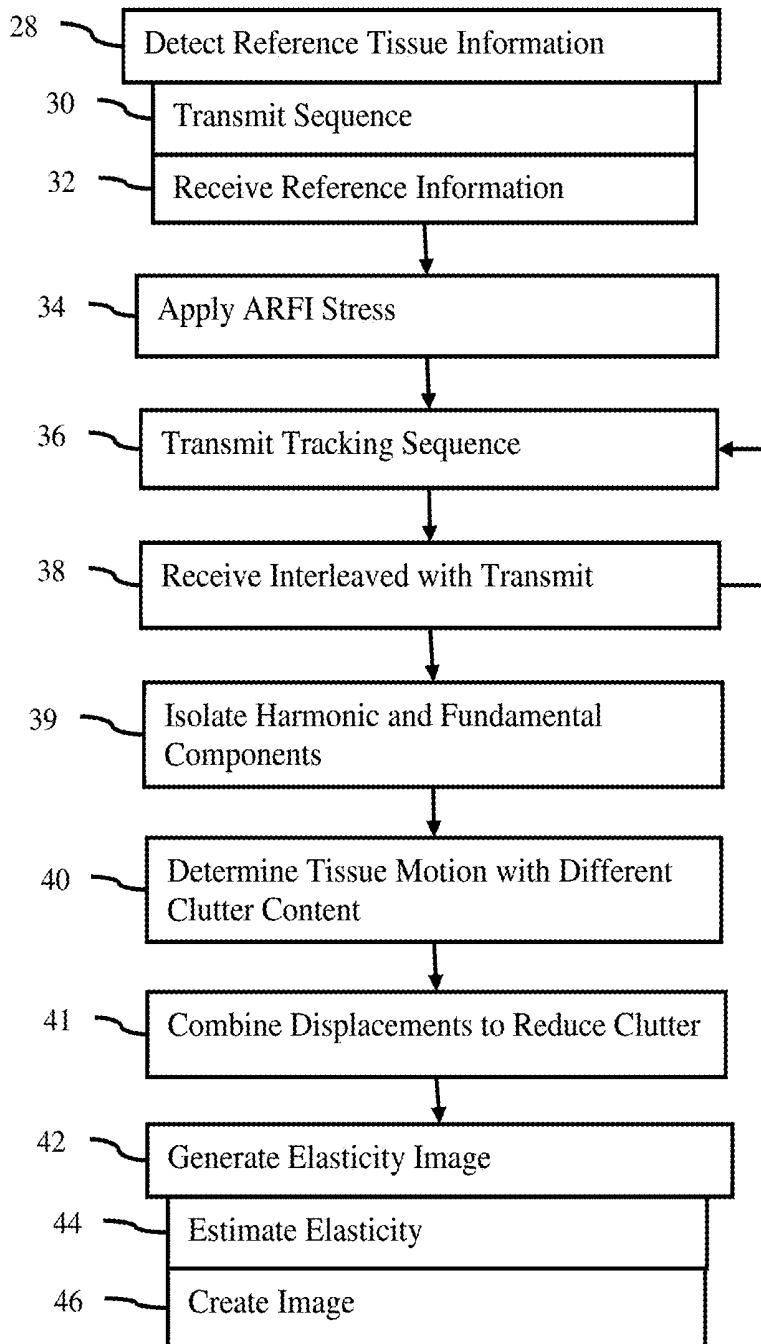 28 Detect Reference Tissue Information
30 Transmit Sequence
32 Receive Reference Information
34 Apply ARFI Stress
36 Transmit Tracking Sequence
38 Receive Interleaved with Transmit
39 Isolate Harmonic and Fundamental
Components
40 Determine Tissue Motion with Different
Clutter Content
41 Combine Displacements to Reduce Clutter
42 Generate Elasticity Image
44 Estimate Elasticity
46 Create Image